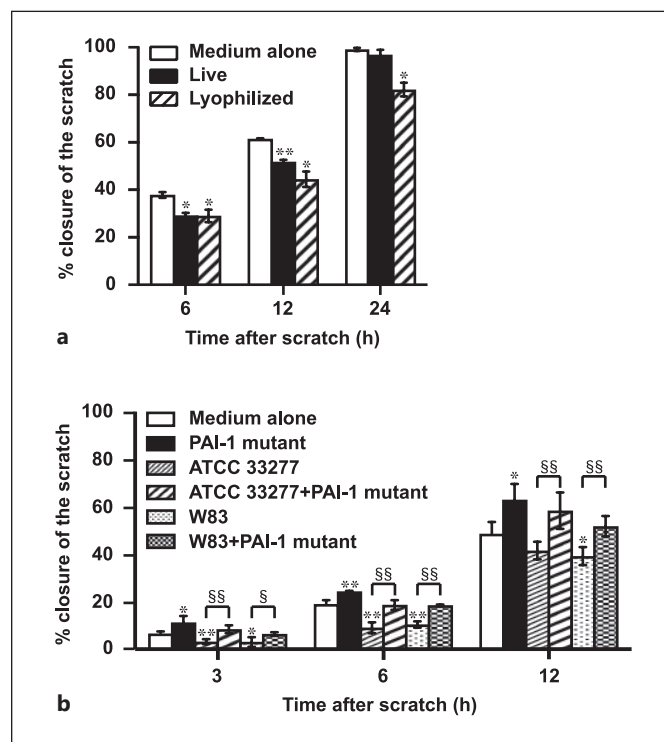 100
80
60
40
20
0
% closure of the scratch
Medium alone
Live
Lyophilized
* *
** *
*
6 12 24
Time after scratch (h)
a
100
80
60
40
20
0
% closure of the scratch
Medium alone
PAI-1 mutant
ATCC 33277
ATCC 33277+PAI-1 mutant
W83
W83+PAI-1 mutant
* ** §§ * §
** ** §§ ** §§
* §§ * §§
3 6 12
Time after scratch (h)
b